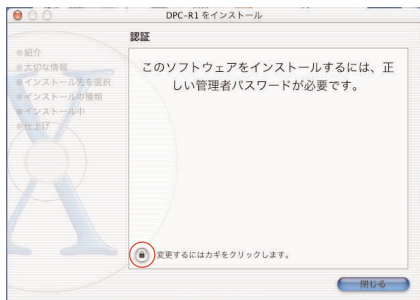 DPC-R1 をインストール
認証
紹介
大切な情報
インストール先を選択
インストールの種類
インストール中
仕上げ
このソフトウェアをインストールするには、正
しい管理者パスワードが必要です。
変更するにはカギをクリックします。
閉じる